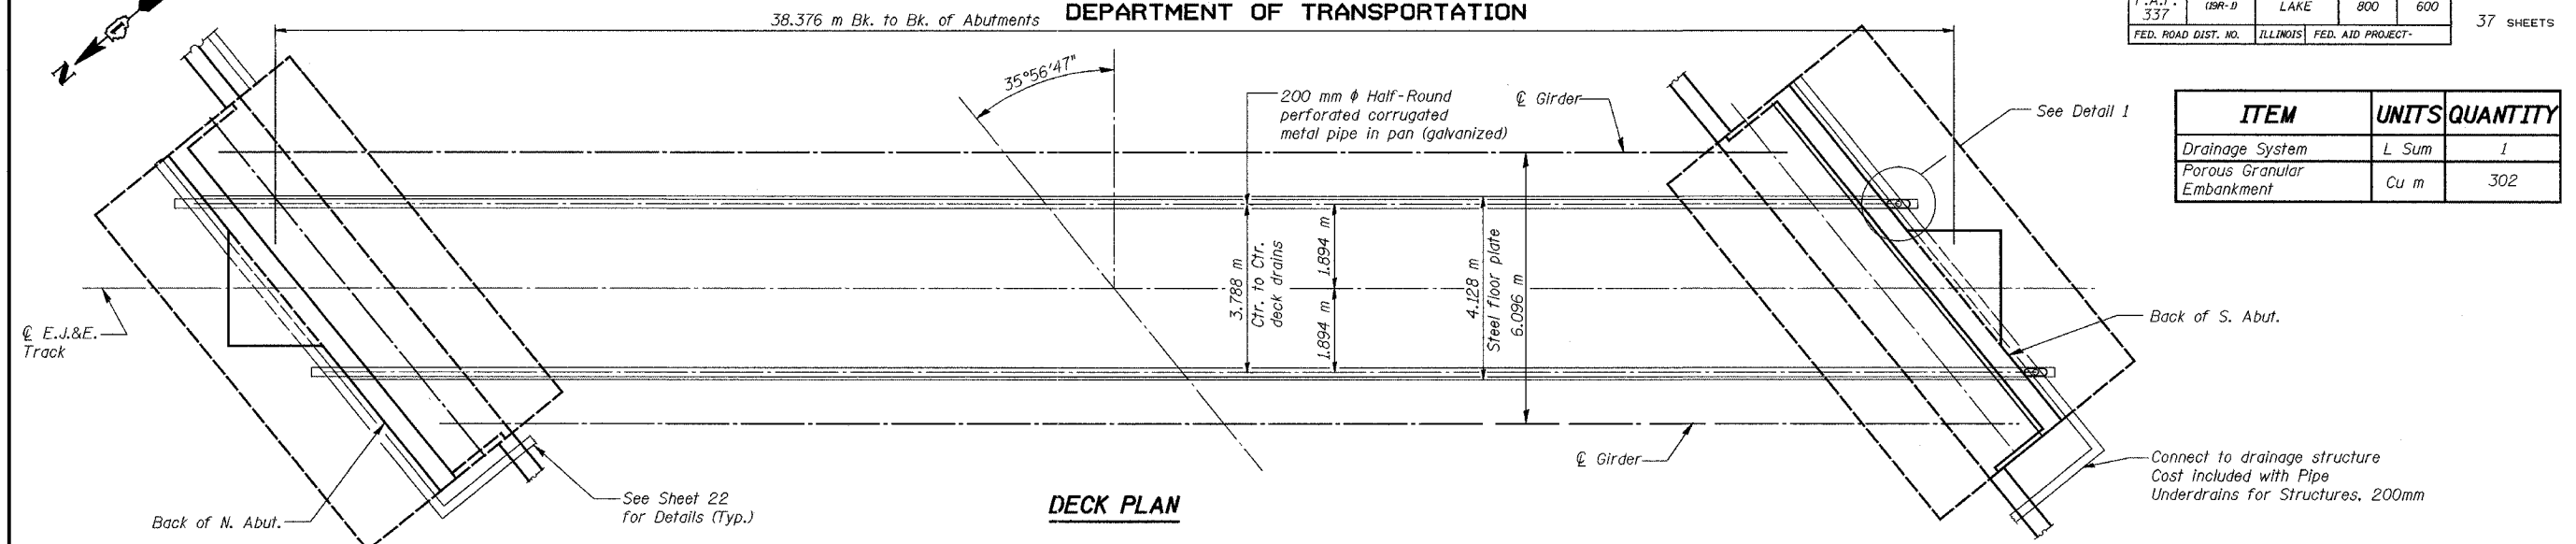 DEPARTMENT OF TRANSPORTATION
F.A.P.
337
(19R-1)
LAKE
800
600
37 SHEETS
FED. ROAD DIST. NO.
ILLINOIS
FED. AID PROJECT-
N
38.376 m Bk. to Bk. of Abutments
35°56'47"
200 mm ϕ Half-Round
perforated corrugated
metal pipe in pan (galvanized)
℄ Girder
See Detail 1
ITEM UNITS QUANTITY
Drainage System L Sum 1
Porous Granular
Embankment Cu m 302
3.788 m
Ctr. to Ctr.
deck drains
1.894 m
1.894 m
4.128 m
Steel floor plate
6.096 m
℄ E.J.&E.
Track
Back of S. Abut.
℄ Girder
Connect to drainage structure
Cost included with Pipe
Underdrains for Structures, 200mm
See Sheet 22
for Details (Typ.)
Back of N. Abut.
DECK PLAN